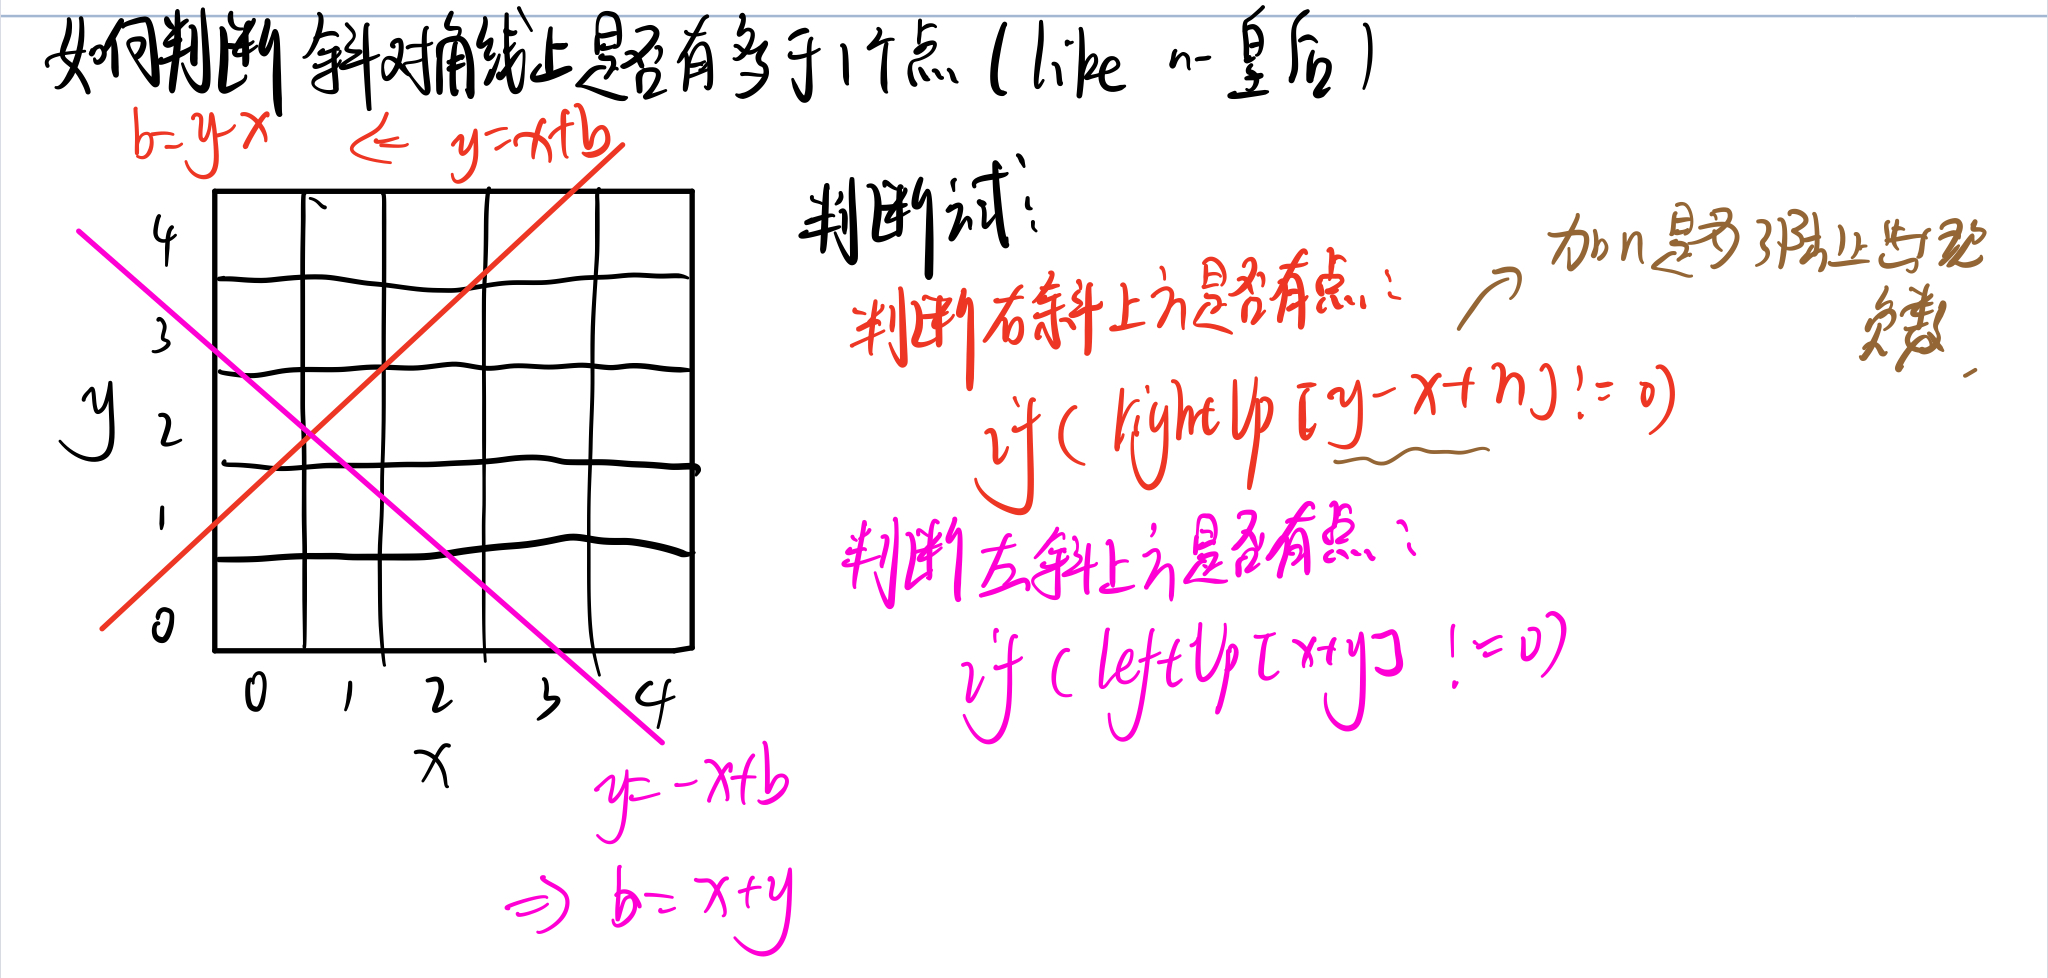 如何判断斜对角线上是否有多于1个点 (like n-皇后)
b=y-x <= y=x+b
4
3
2
1
0
y
0 1 2 3 4
x
y=-x+b
=> b=x+y
判断试:
判断右斜上方是否有点:
if( rightUp[y-x+n]!=0)
加n是为了防止出现
负数.
判断左斜上方是否有点:
if (leftUp[x+y] !=0)